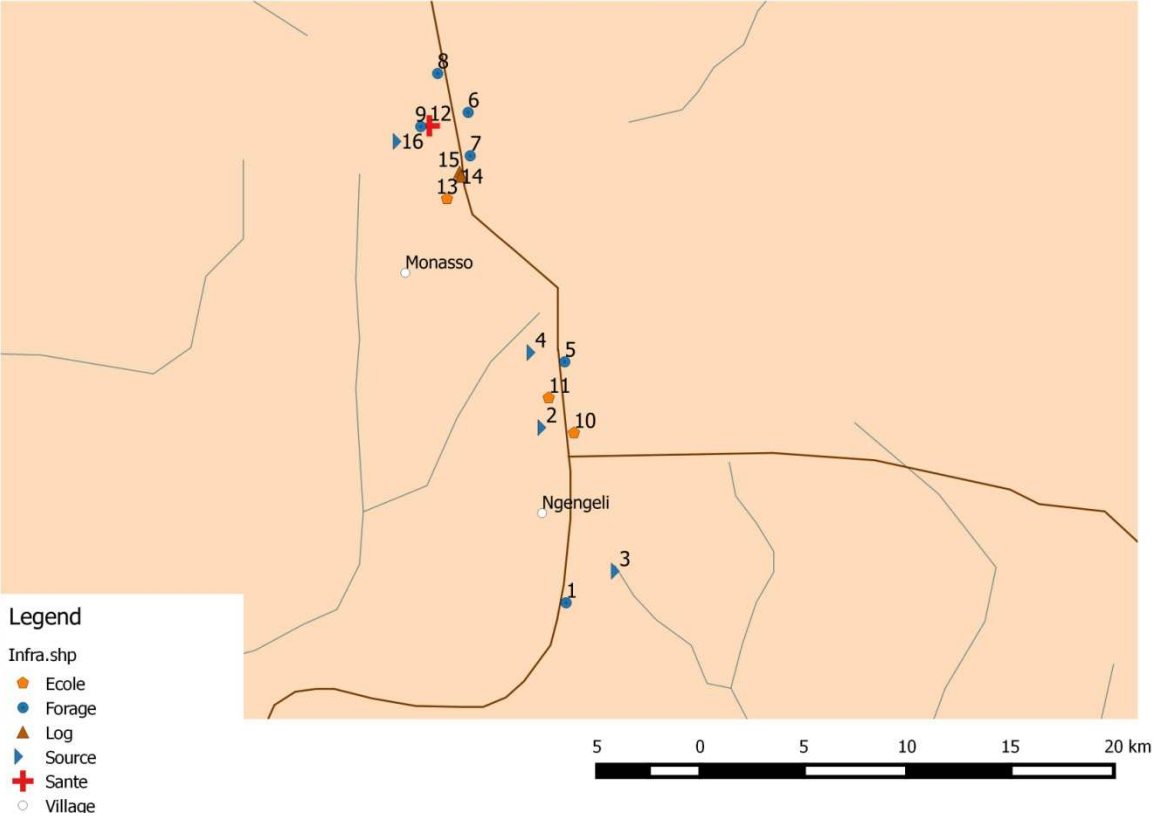 8
6
9 12
16
7
15
14
13
Monasso
4
5
11
2
10
Ngengeli
3
1
Legend
Infra.shp
Ecole
Forage
Log
Source
Sante
Village
5 0 5 10 15 20 km